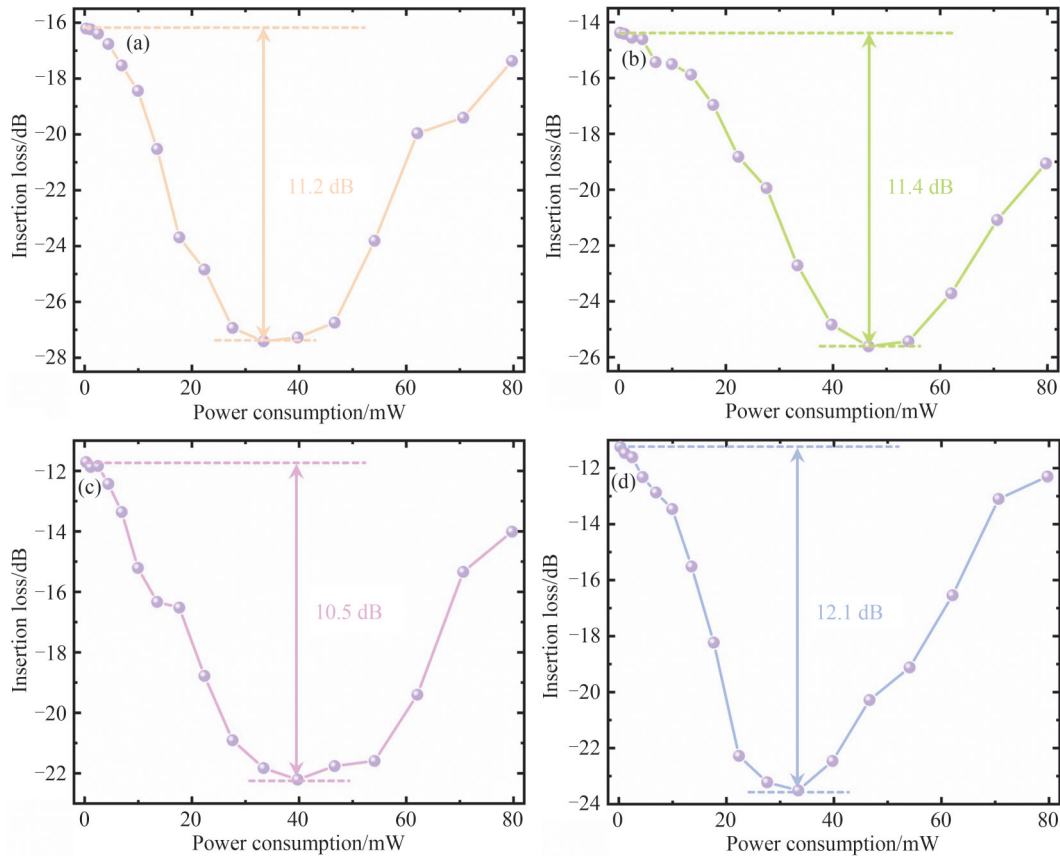 −16
−18
−20
−22
−24
−26
−28
Insertion loss/dB
(a)
11.2 dB
0 20 40 60 80
Power consumption/mW
−14
−16
−18
−20
−22
−24
−26
Insertion loss/dB
(b)
11.4 dB
0 20 40 60 80
Power consumption/mW
−12
−14
−16
−18
−20
−22
Insertion loss/dB
(c)
10.5 dB
0 20 40 60 80
Power consumption/mW
−12
−14
−16
−18
−20
−22
−24
Insertion loss/dB
(d)
12.1 dB
0 20 40 60 80
Power consumption/mW